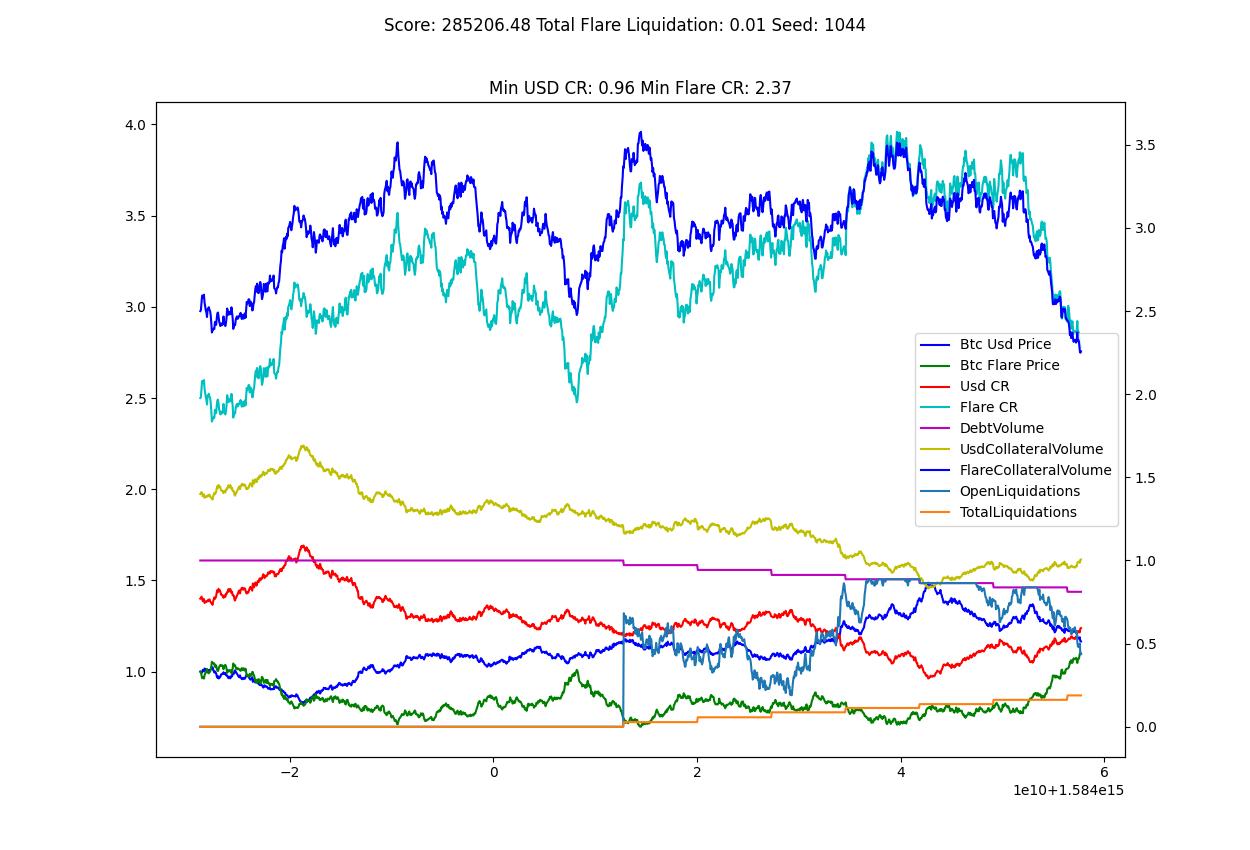 Score: 285206.48 Total Flare Liquidation: 0.01 Seed: 1044
Min USD CR: 0.96 Min Flare CR: 2.37
4.0
3.5
3.0
2.5
2.0
1.5
1.0
3.5
3.0
2.5
2.0
1.5
1.0
0.5
0.0
Btc Usd Price
Btc Flare Price
Usd CR
Flare CR
DebtVolume
UsdCollateralVolume
FlareCollateralVolume
OpenLiquidations
TotalLiquidations
−2 0 2 4 6
1e10+1.584e15